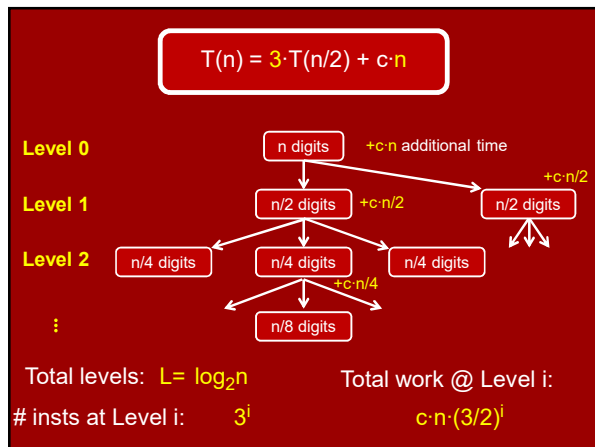 T(n) = 3·T(n/2) + c·n
Level 0
n digits
+c·n additional time
+c·n/2
Level 1
n/2 digits
+c·n/2
n/2 digits
Level 2
n/4 digits
n/4 digits
n/4 digits
+c·n/4
⋮
n/8 digits
Total levels: L= log₂n
Total work @ Level i:
# insts at Level i: 3ⁱ
c·n·(3/2)ⁱ